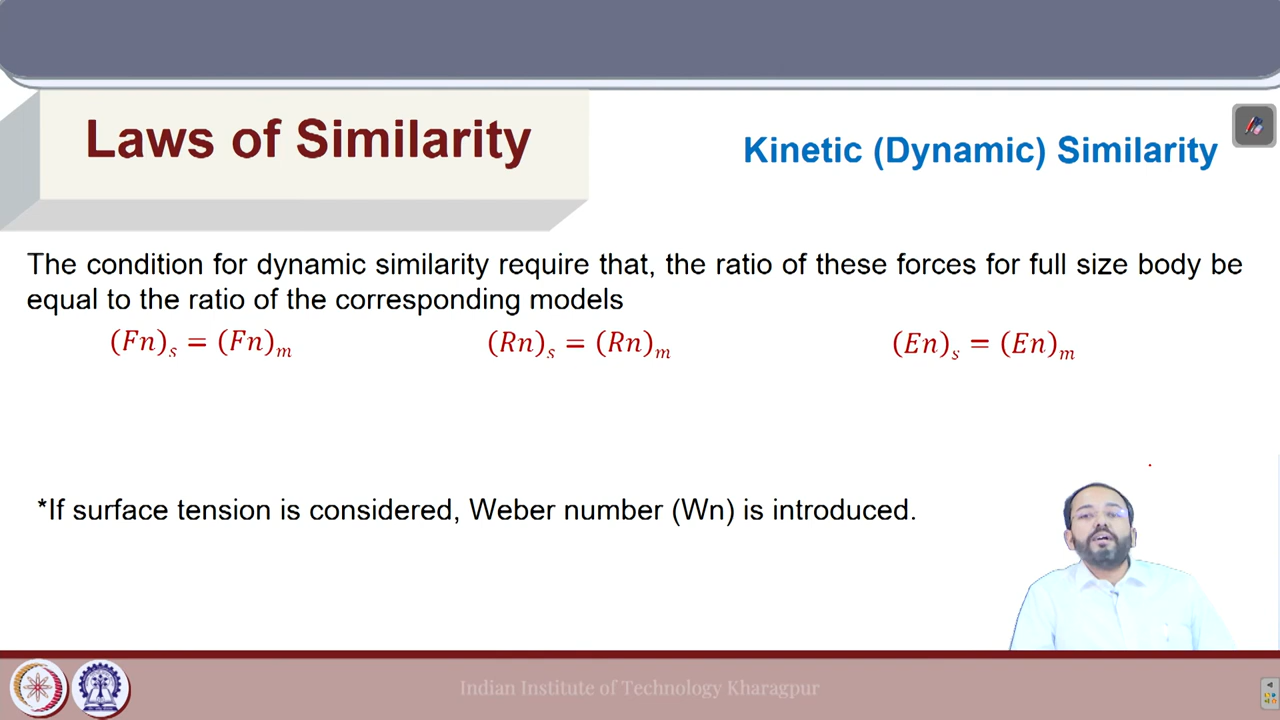 Laws of Similarity
Kinetic (Dynamic) Similarity
The condition for dynamic similarity require that, the ratio of these forces for full size body be
equal to the ratio of the corresponding models
(Fn)ₛ = (Fn)ₘ (Rn)ₛ = (Rn)ₘ (En)ₛ = (En)ₘ
*If surface tension is considered, Weber number (Wn) is introduced.
Indian Institute of Technology Kharagpur